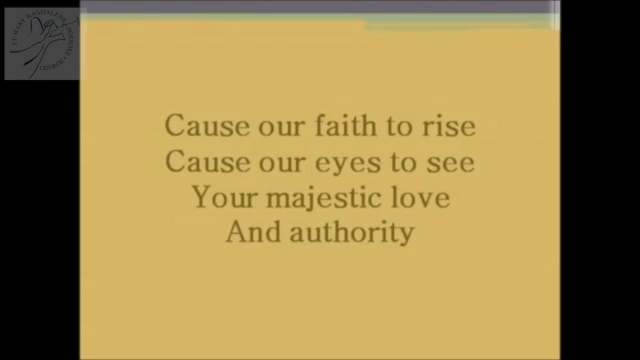 Cause our faith to rise
Cause our eyes to see
Your majestic love
And authority